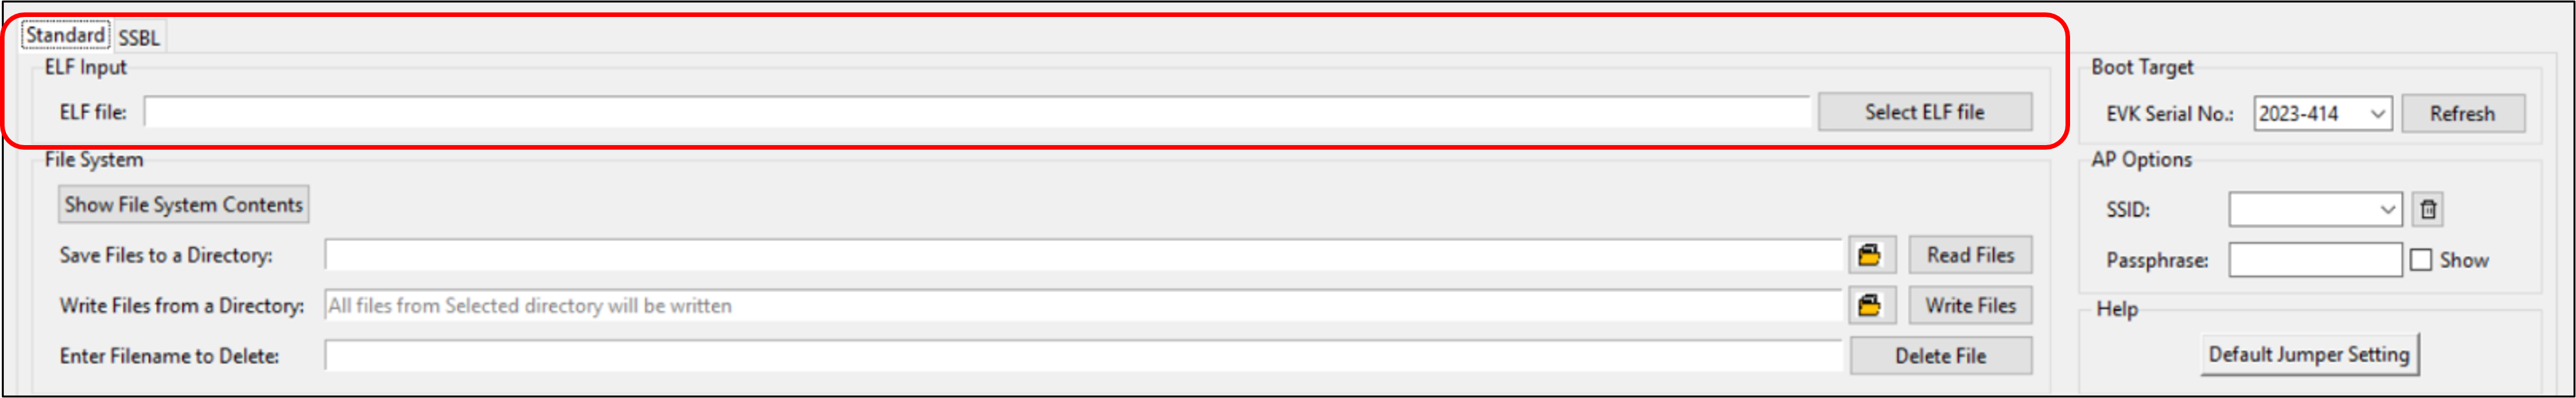 Standard SSBL
ELF Input
ELF file: Select ELF file
File System
Show File System Contents
Save Files to a Directory: Read Files
Write Files from a Directory: All files from Selected directory will be written Write Files
Enter Filename to Delete: Delete File
Boot Target
EVK Serial No.: 2023-414 Refresh
AP Options
SSID:
Passphrase: Show
Help
Default Jumper Setting